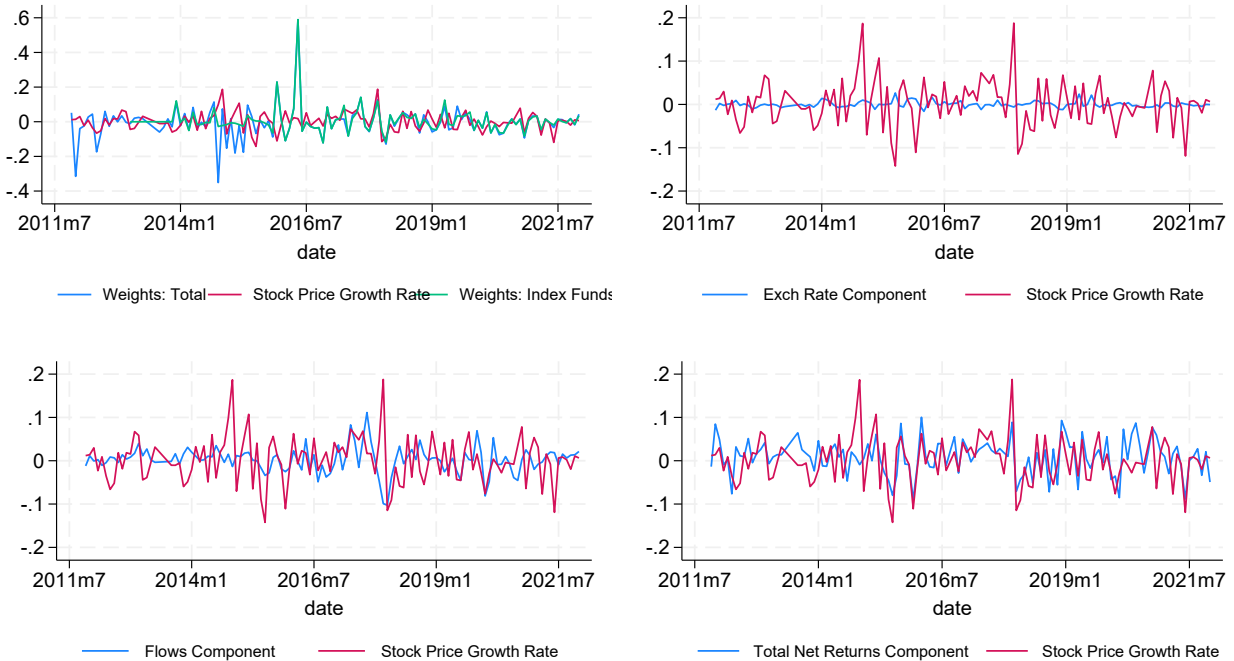 .6
.4
.2
0
-.2
-.4
2011m7 2014m1 2016m7 2019m1 2021m7
date
Weights: Total Stock Price Growth Rate Weights: Index Funds
.2
.1
0
-.1
-.2
2011m7 2014m1 2016m7 2019m1 2021m7
date
Exch Rate Component Stock Price Growth Rate
.2
.1
0
-.1
-.2
2011m7 2014m1 2016m7 2019m1 2021m7
date
Flows Component Stock Price Growth Rate
.2
.1
0
-.1
-.2
2011m7 2014m1 2016m7 2019m1 2021m7
date
Total Net Returns Component Stock Price Growth Rate